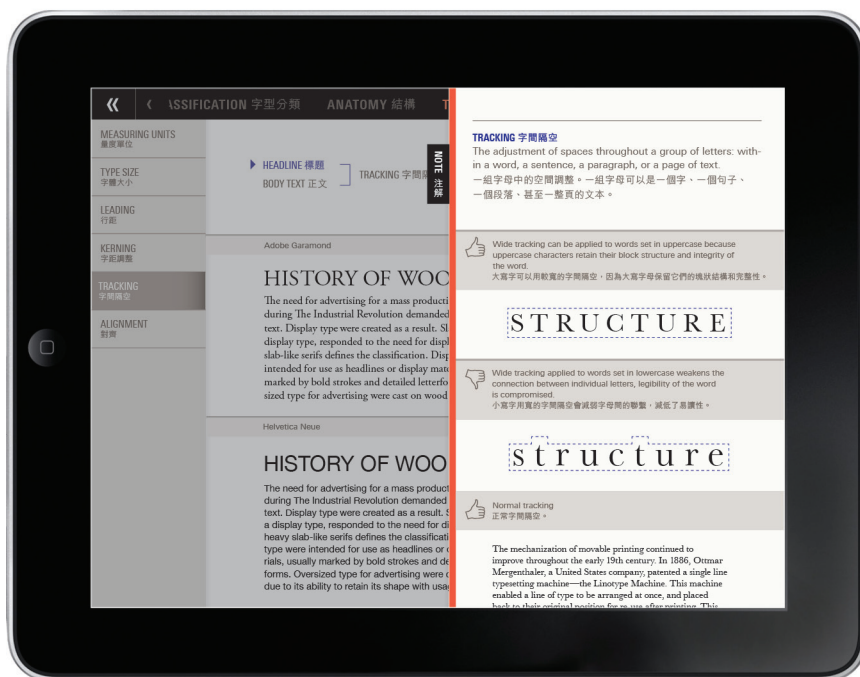 ASSIFICATION 字型分類 ANATOMY 結構 T
MEASURING UNITS
量度單位
TYPE SIZE
字體大小
LEADING
行距
KERNING
字距調整
TRACKING
字間隔空
ALIGNMENT
對齊
HEADLINE 標題
BODY TEXT 正文
TRACKING 字間隔
Adobe Garamond
HISTORY OF WOO
The need for advertising for a mass producti
during The Industrial Revolution demanded
text. Display type were created as a result. Sl
display type, responded to the need for displ
slab-like serifs defines the classification. Disp
intended for use as headlines or display mate
marked by bold strokes and detailed letterfo
sized type for advertising were cast on wood
Helvetica Neue
HISTORY OF WOO
The need for advertising for a mass product
during The Industrial Revolution demanded
text. Display type were created as a result. S
a display type, responded to the need for di
heavy slab-like serifs defines the classificati
type were intended for use as headlines or d
rials, usually marked by bold strokes and de
forms. Oversized type for advertising were c
due to its ability to retain its shape with usag
NOTE 注解
TRACKING 字間隔空
The adjustment of spaces throughout a group of letters: with-
in a word, a sentence, a paragraph, or a page of text.
一組字母中的空間調整。一組字母可以是一個字、一個句子、
一個段落、甚至一整頁的文本。
Wide tracking can be applied to words set in uppercase because
uppercase characters retain their block structure and integrity of
the word.
大寫字可以用較寬的字間隔空，因為大寫字母保留它們的塊狀結構和完整性。
STRUCTURE
Wide tracking applied to words set in lowercase weakens the
connection between individual letters, legibility of the word
is compromised.
小寫字用寬的字間隔空會減弱字母間的聯繫，減低了易讀性。
structure
Normal tracking
正常字間隔空。
The mechanization of movable printing continued to
improve throughout the early 19th century. In 1886, Ottmar
Mergenthaler, a United States company, patented a single line
typesetting machine—the Linotype Machine. This machine
enabled a line of type to be arranged at once, and placed
back to their original position for re-use after printing. This